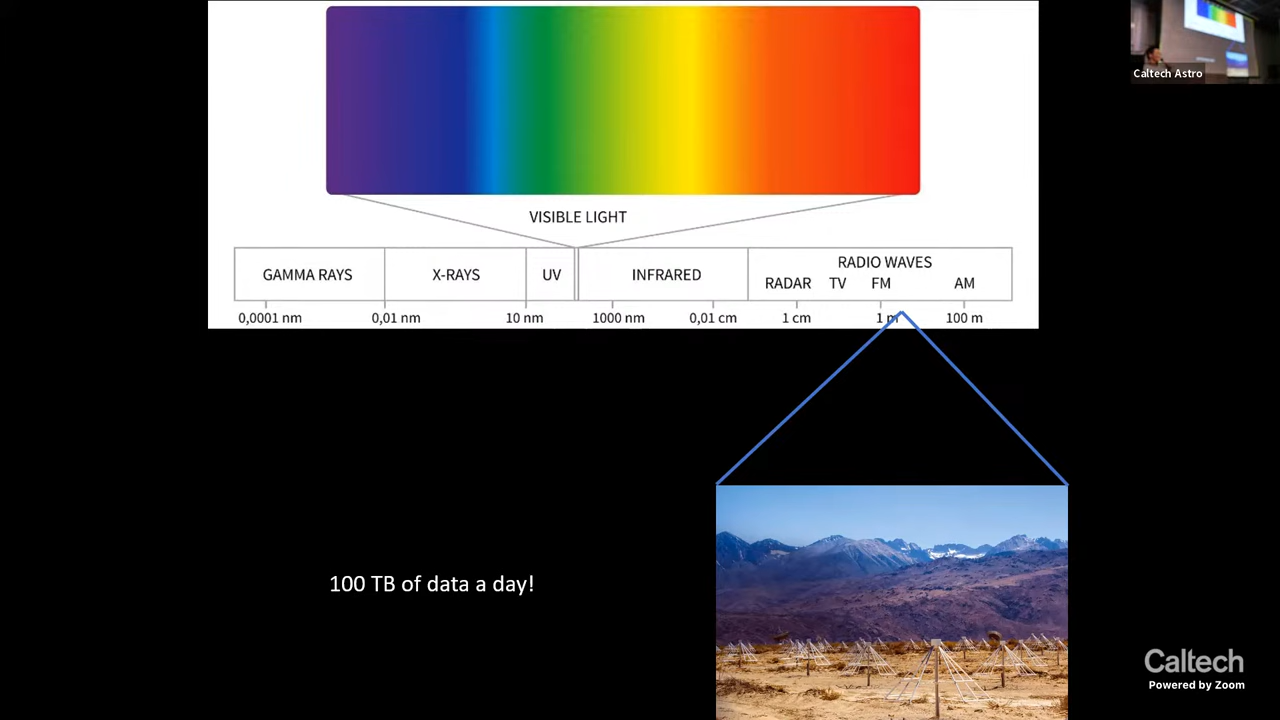 Caltech Astro
VISIBLE LIGHT
GAMMA RAYS
X-RAYS
UV
INFRARED
RADIO WAVES
RADAR TV FM AM
0,0001 nm 0,01 nm 10 nm 1000 nm 0,01 cm 1 cm 1 m 100 m
100 TB of data a day!
Caltech
Powered by Zoom